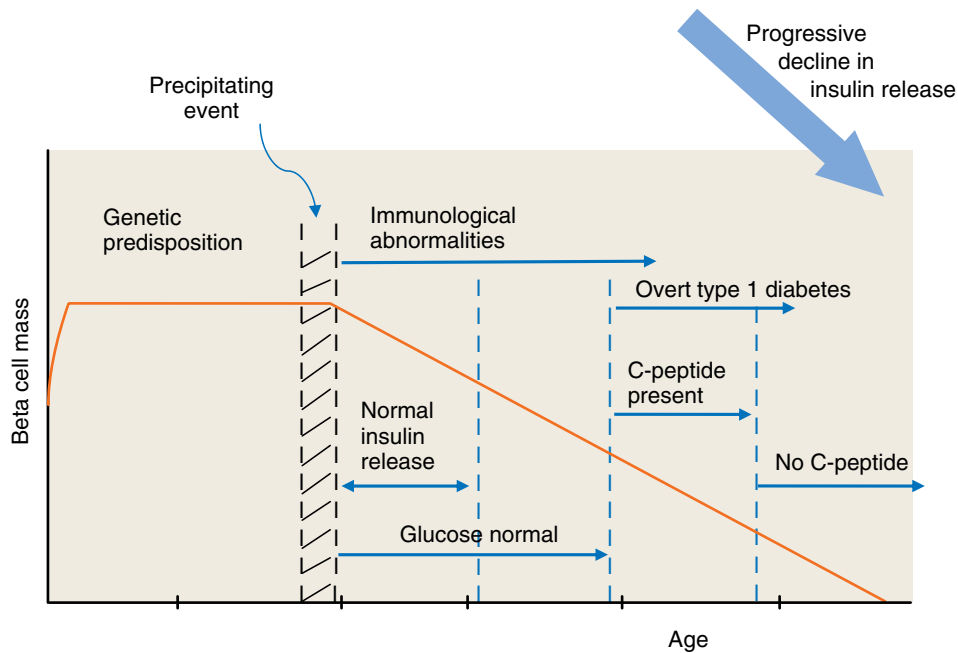 Progressive
decline in
insulin release
Precipitating
event
Genetic
predisposition
Immunological
abnormalities
Overt type 1 diabetes
C-peptide
present
Normal
insulin
release
No C-peptide
Glucose normal
Beta cell mass
Age